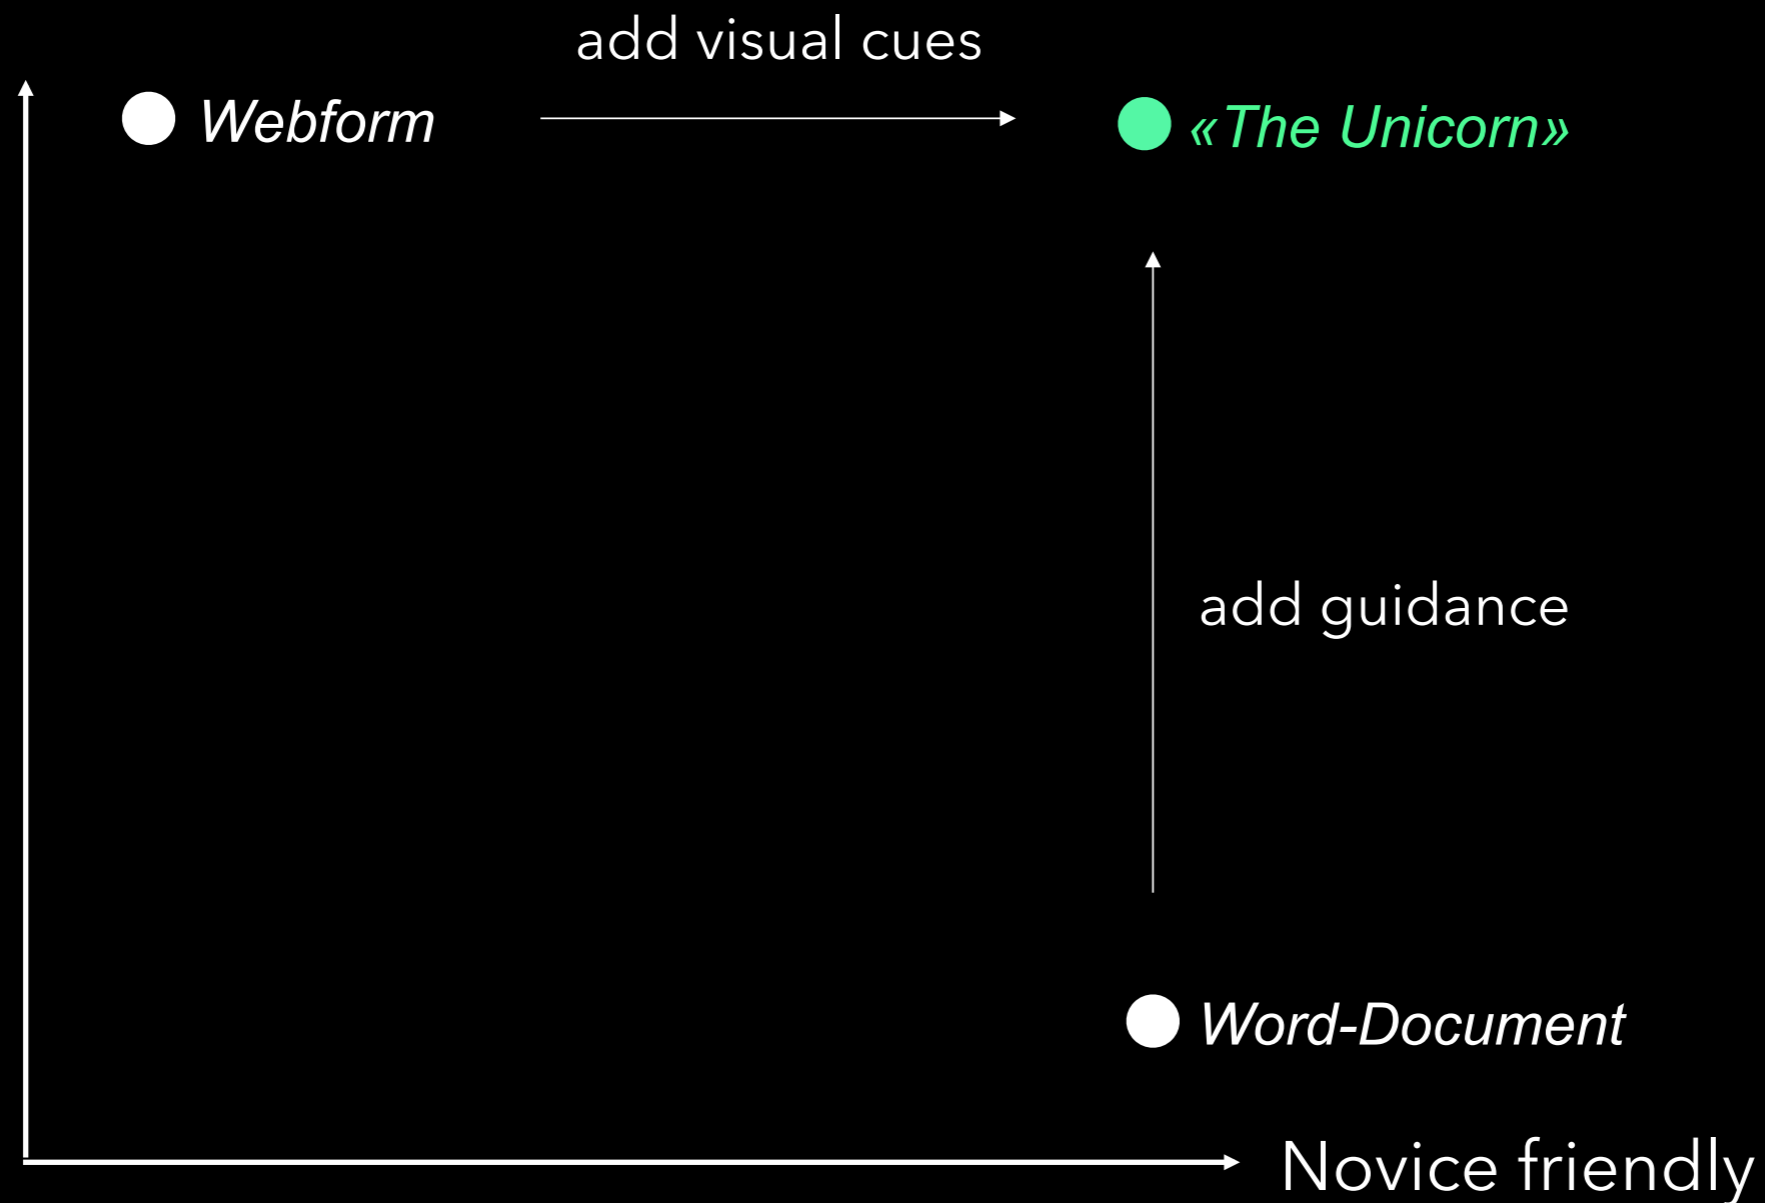 add visual cues
Webform
«The Unicorn»
add guidance
Word-Document
Novice friendly